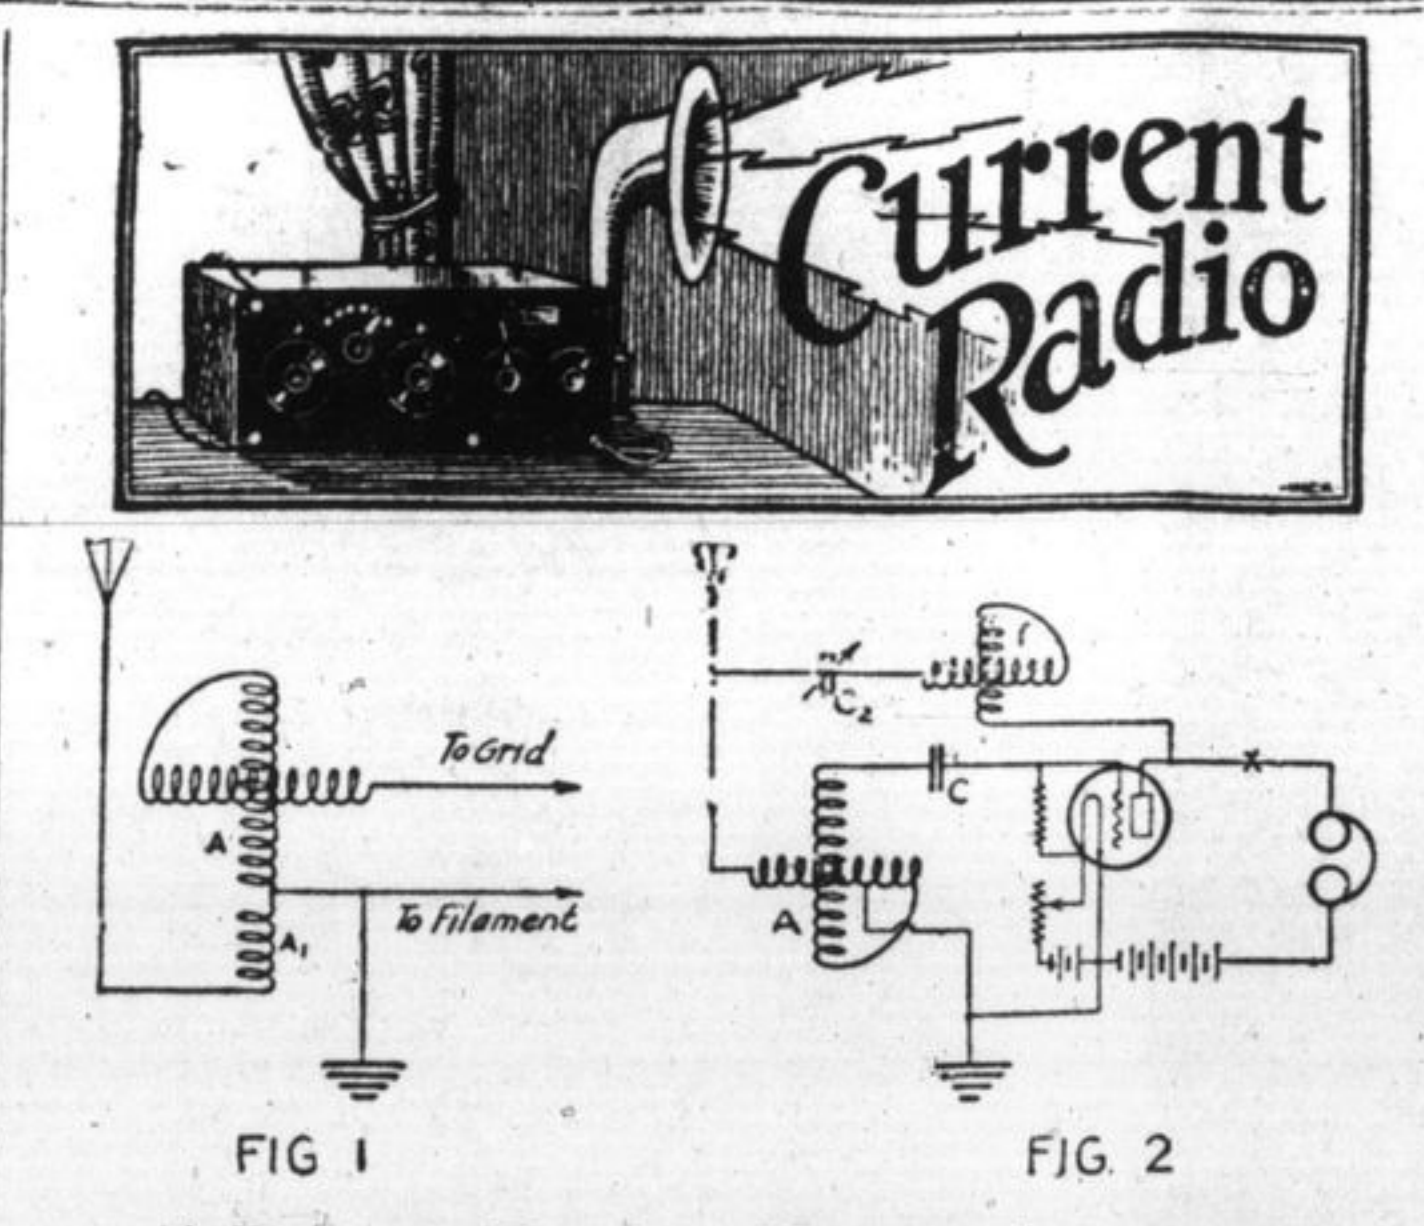 Current
Radio
To Grid
A
To Filament
A1
FIG 1
C2
C
A
x
FIG. 2